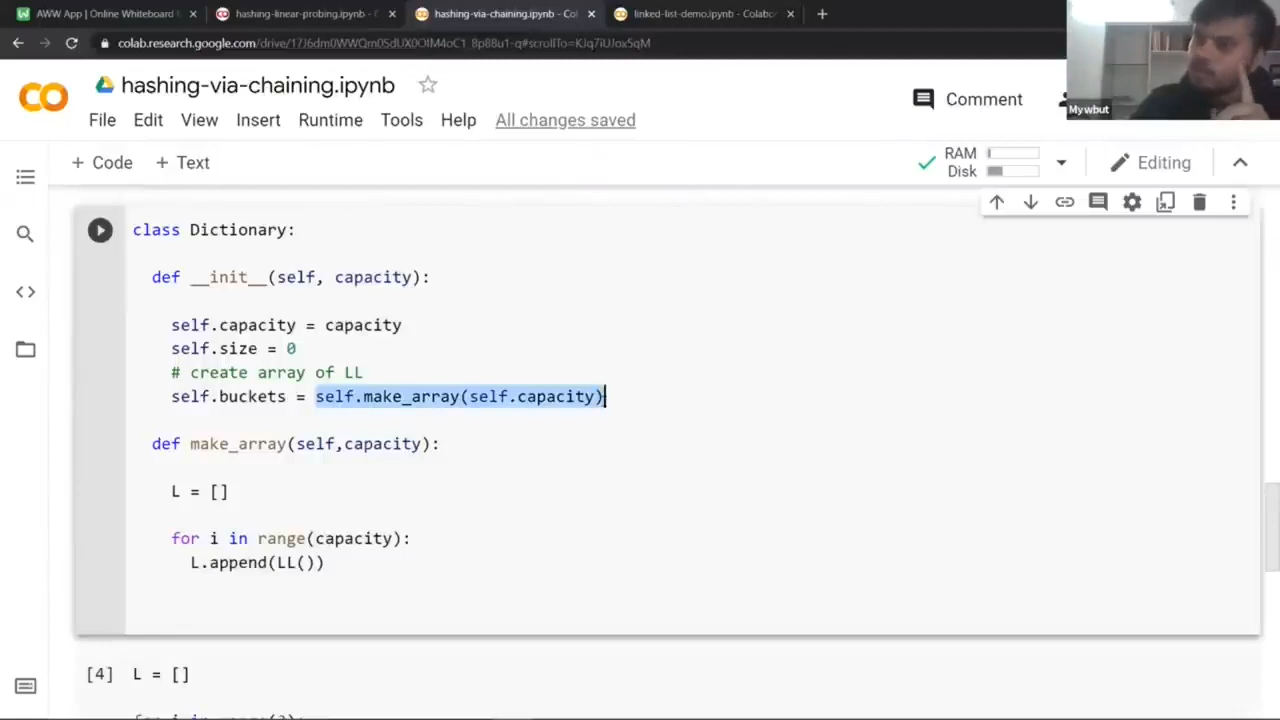 AWW App | Online Whiteboard
hashing-linear-probing.ipynb -
hashing-via-chaining.ipynb - Col
linked-list-demo.ipynb - Colabo
Mywbut
hashing-via-chaining.ipynb
Comment
File Edit View Insert Runtime Tools Help All changes saved
+ Code + Text
RAM
Disk
Editing
class Dictionary:
def __init__(self, capacity):
self.capacity = capacity
self.size = 0
# create array of LL
self.buckets = self.make_array(self.capacity)
def make_array(self,capacity):
L = []
for i in range(capacity):
L.append(LL())
[4] L = []